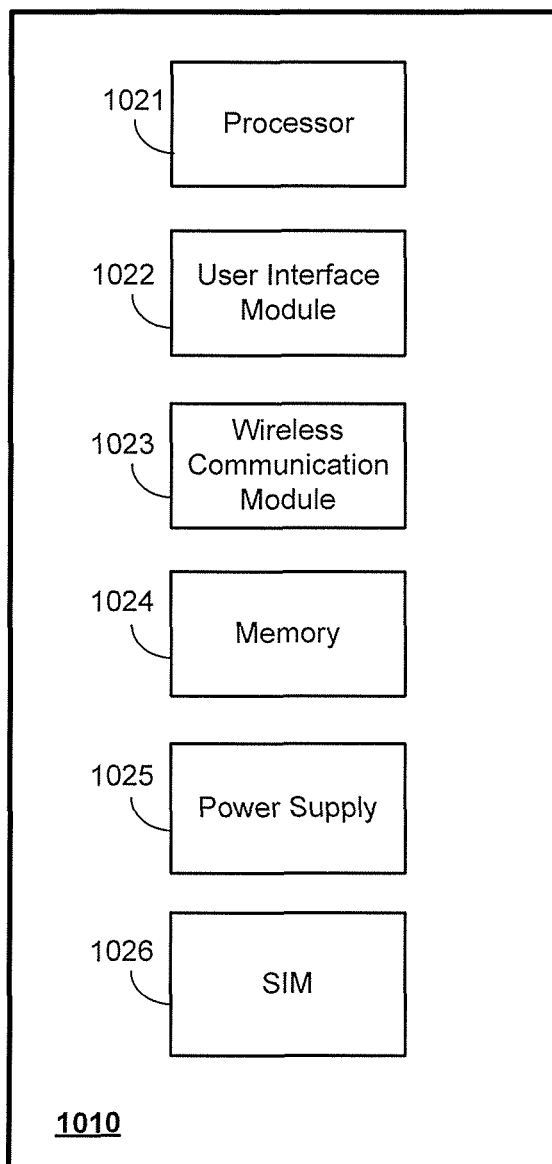 1021
Processor
1022
User Interface
Module
1023
Wireless
Communication
Module
1024
Memory
1025
Power Supply
1026
SIM
1010